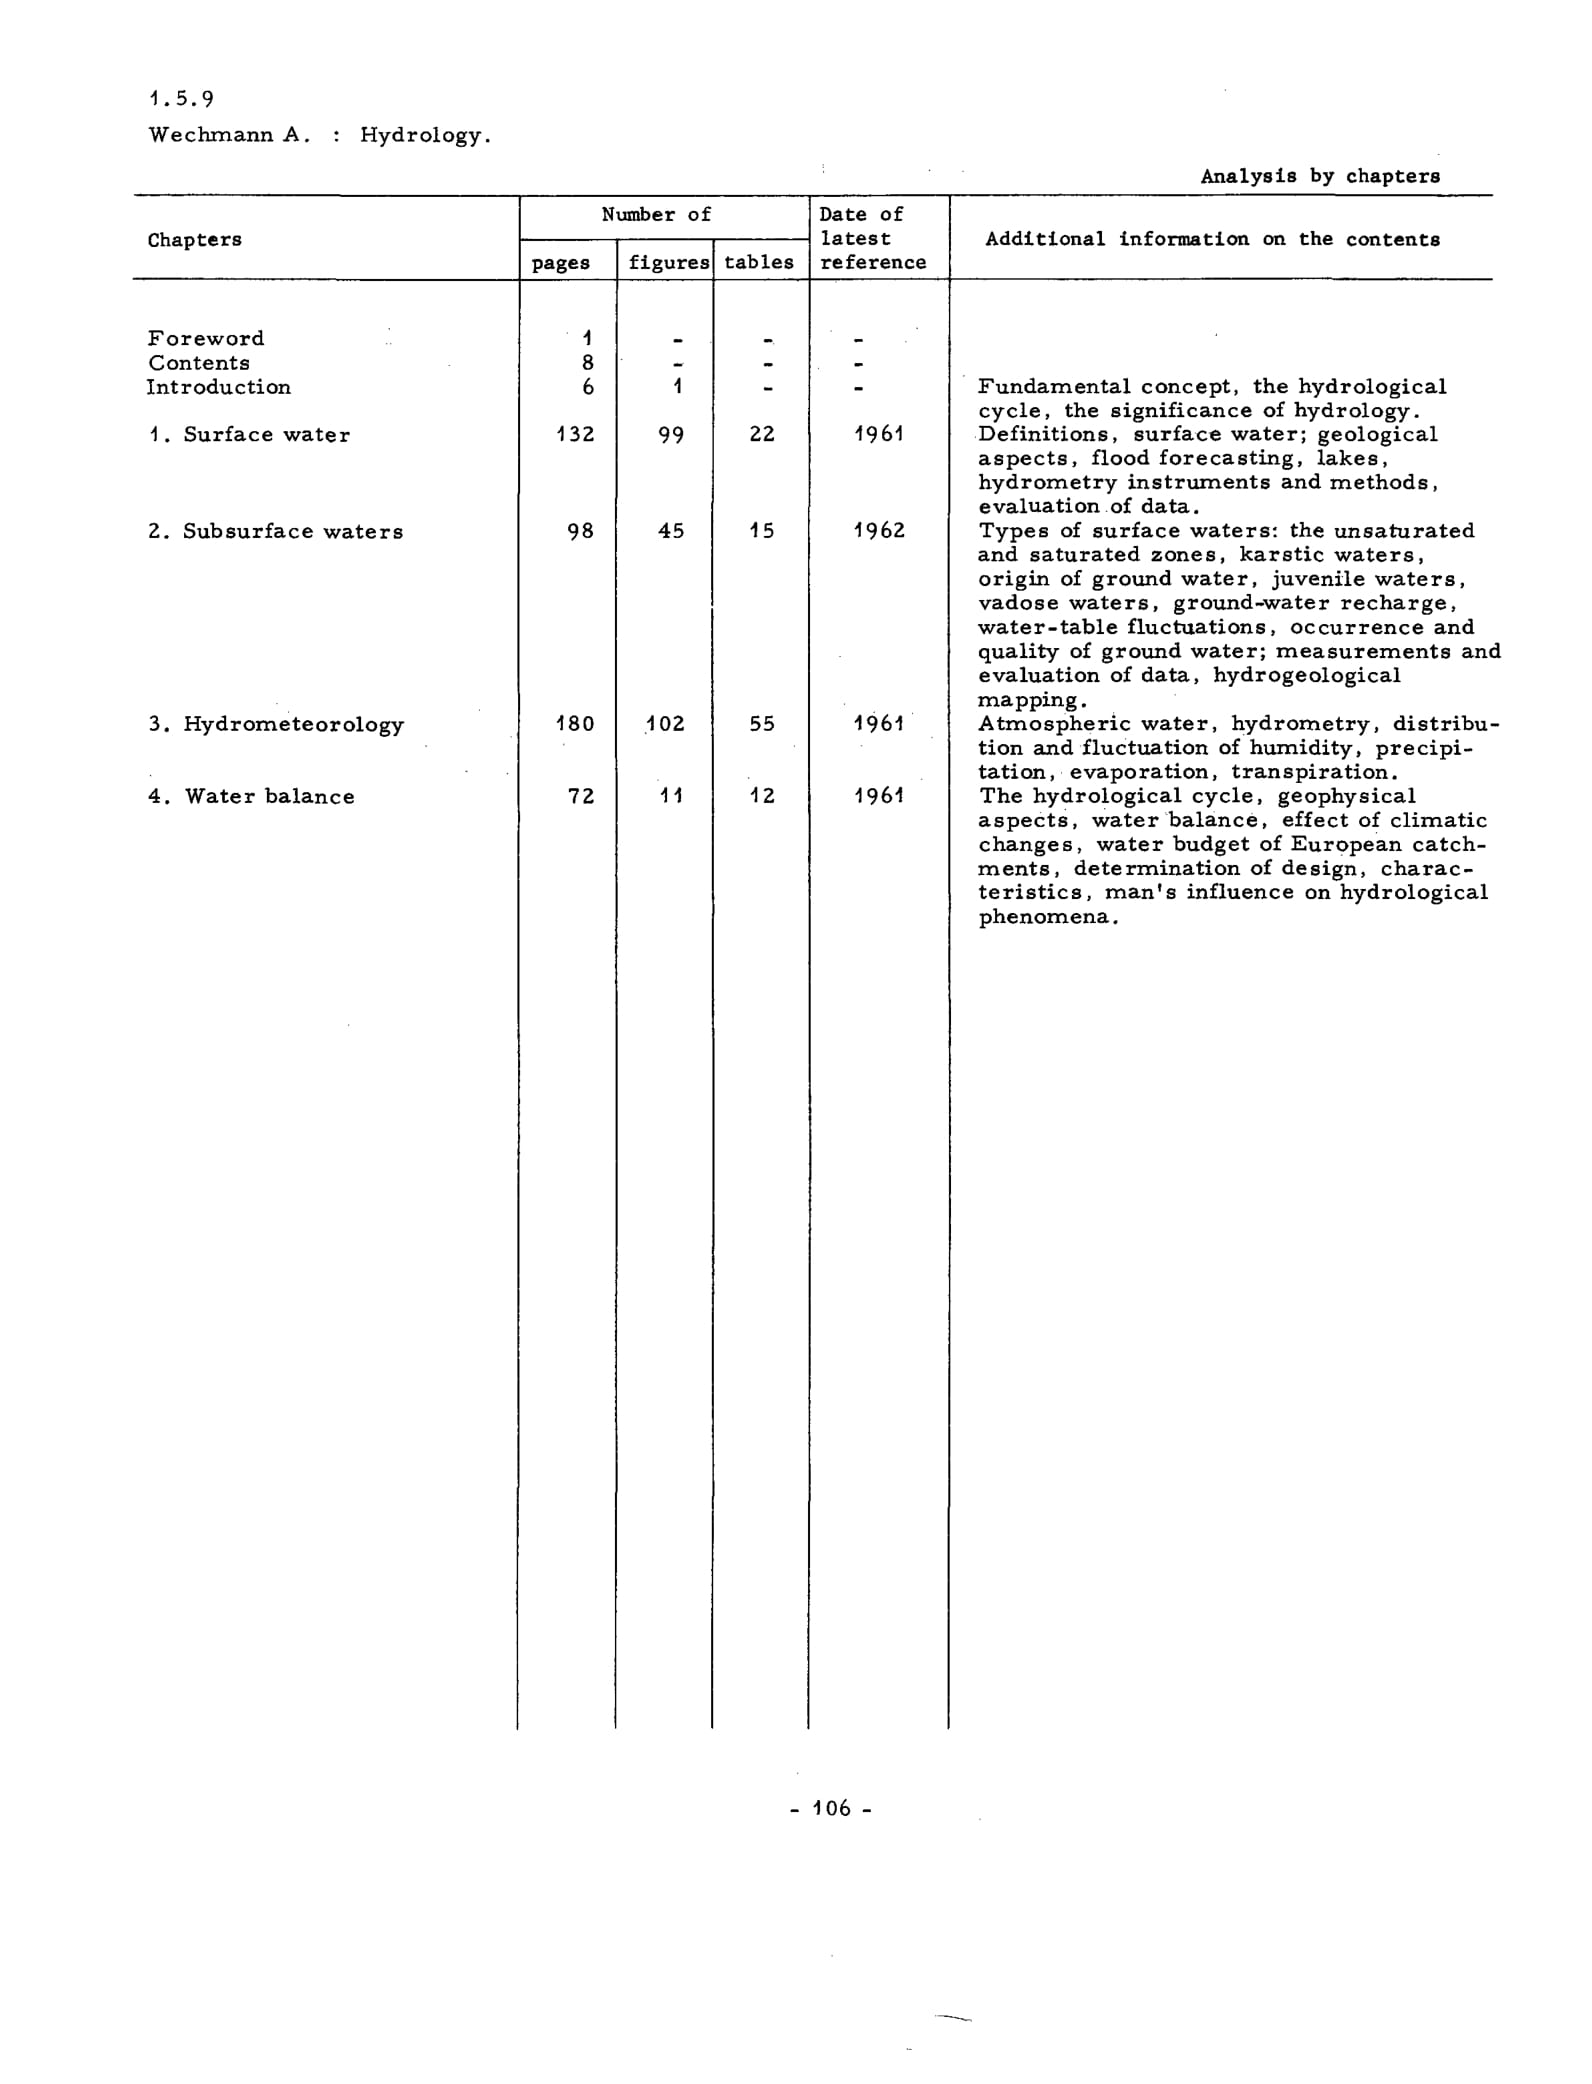 1.5.9
Wechmann A. : Hydrology.
Analysis by chapters
Chapters
Number of
pages figures tables
Date of
latest
reference
Additional information on the contents
Foreword 1 - - -
Contents 8 - - -
Introduction 6 1 - - Fundamental concept, the hydrological
cycle, the significance of hydrology.
1. Surface water 132 99 22 1961 Definitions, surface water; geological
aspects, flood forecasting, lakes,
hydrometry instruments and methods,
evaluation of data.
2. Subsurface waters 98 45 15 1962 Types of surface waters: the unsaturated
and saturated zones, karstic waters,
origin of ground water, juvenile waters,
vadose waters, ground-water recharge,
water-table fluctuations, occurrence and
quality of ground water; measurements and
evaluation of data, hydrogeological
mapping.
3. Hydrometeorology 180 102 55 1961 Atmospheric water, hydrometry, distribu-
tion and fluctuation of humidity, precipi-
tation, evaporation, transpiration.
4. Water balance 72 11 12 1961 The hydrological cycle, geophysical
aspects, water balance, effect of climatic
changes, water budget of European catch-
ments, determination of design, charac-
teristics, man's influence on hydrological
phenomena.
- 106 -